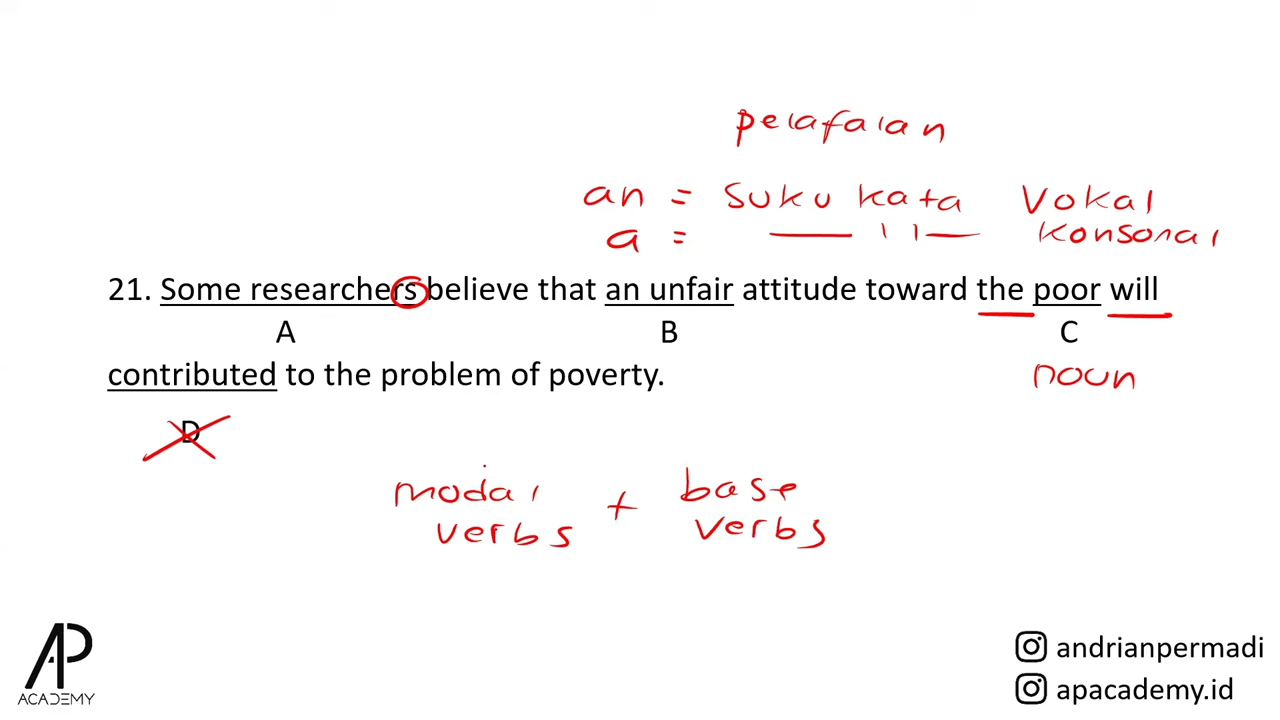 pelafalan
an = suku kata vokal
a = —— 11 —— konsonal
21. Some researchers believe that an unfair attitude toward the poor will
A B C
contributed to the problem of poverty.
noun
D
modal + base
verbs verbs
AP
ACADEMY
andrianpermadi
apacademy.id